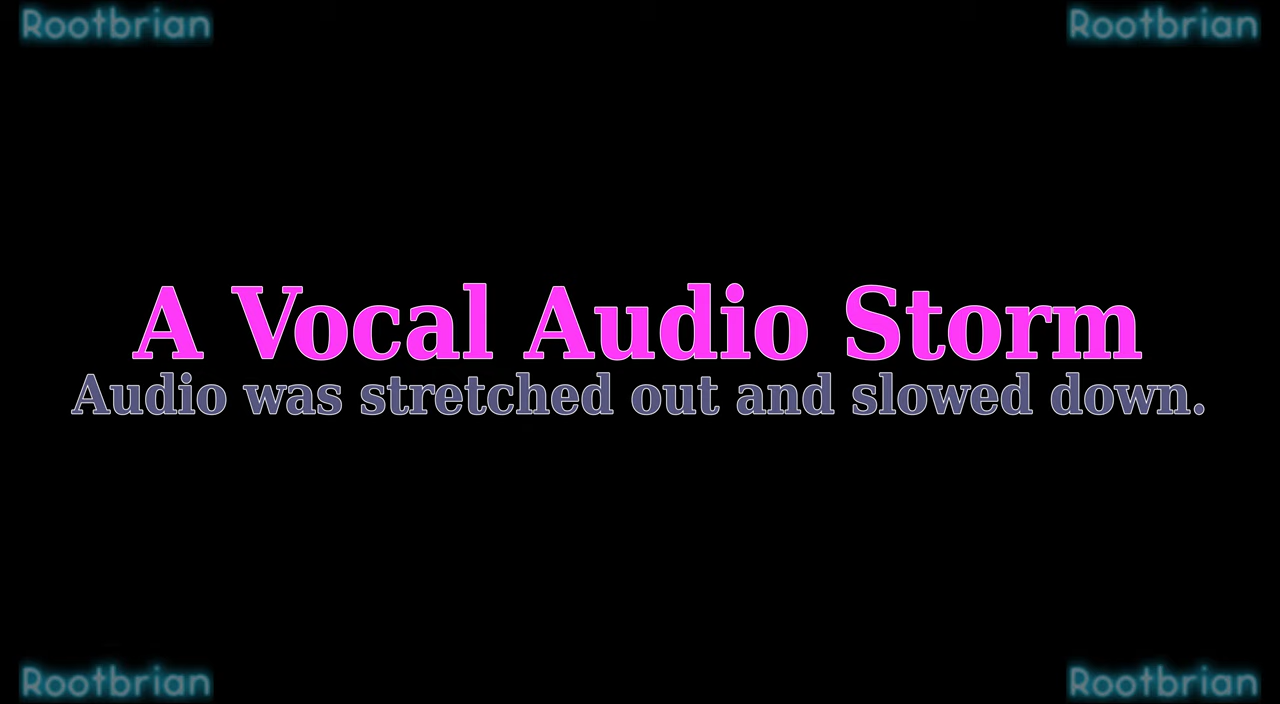 Rootbrian Rootbrian
A Vocal Audio Storm
Audio was stretched out and slowed down.
Rootbrian Rootbrian